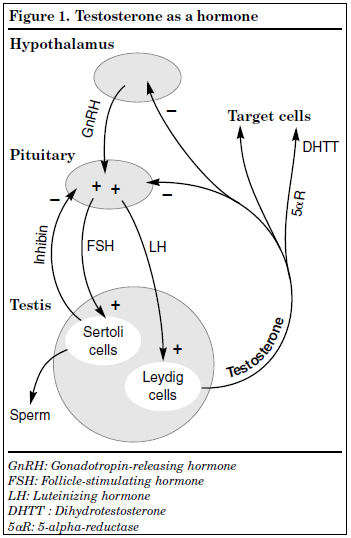 Figure 1. Testosterone as a hormone
Hypothalamus
GnRH
−
Target cells
DHTT
Pituitary
+ +
−
−
5αR
Inhibin
FSH
LH
Testis
+
Sertoli
cells
+
Leydig
cells
Testosterone
Sperm
GnRH: Gonadotropin-releasing hormone
FSH: Follicle-stimulating hormone
LH: Luteinizing hormone
DHTT : Dihydrotestosterone
5αR: 5-alpha-reductase